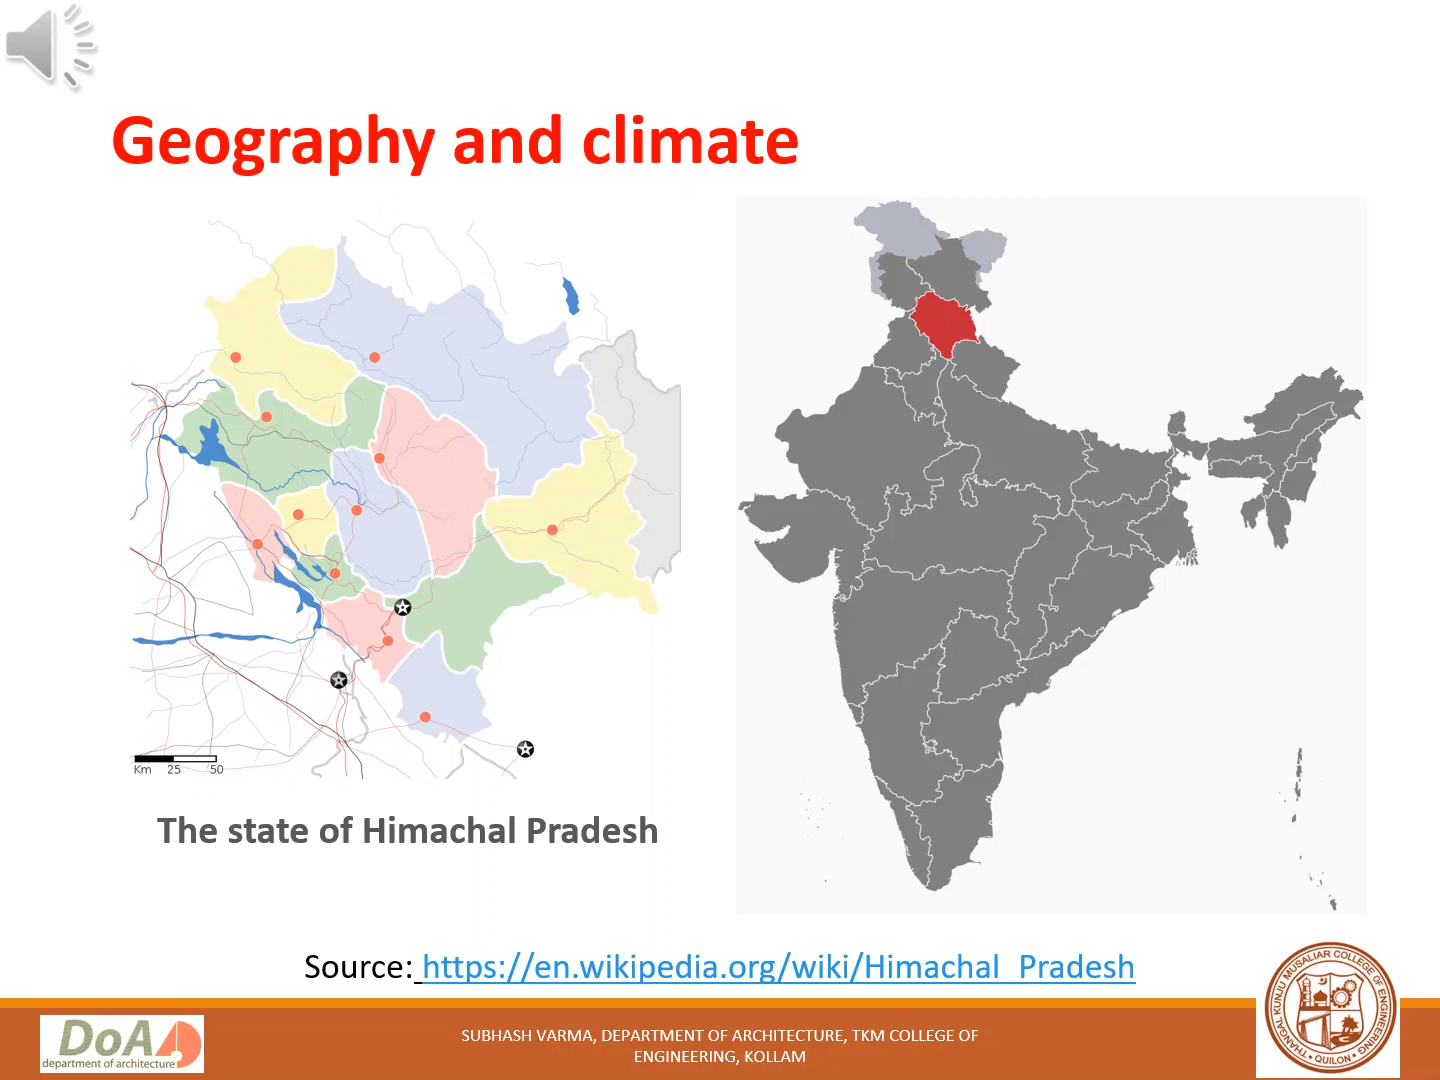 Geography and climate
Km 25 50
The state of Himachal Pradesh
Source: https://en.wikipedia.org/wiki/Himachal_Pradesh
DoA
department of architecture
SUBHASH VARMA, DEPARTMENT OF ARCHITECTURE, TKM COLLEGE OF
ENGINEERING, KOLLAM
THANGAL KUNJU MUSALIAR COLLEGE OF ENGINEERING
• QUILON •